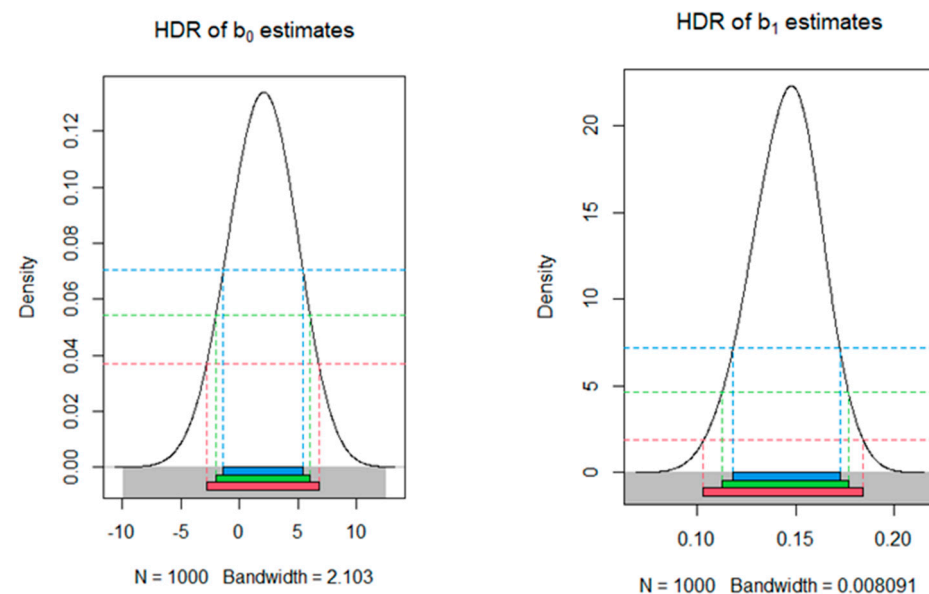 HDR of b0 estimates
Density
0.00 0.02 0.04 0.06 0.08 0.10 0.12
-10 -5 0 5 10
N = 1000 Bandwidth = 2.103
HDR of b1 estimates
Density
0 5 10 15 20
0.10 0.15 0.20
N = 1000 Bandwidth = 0.008091